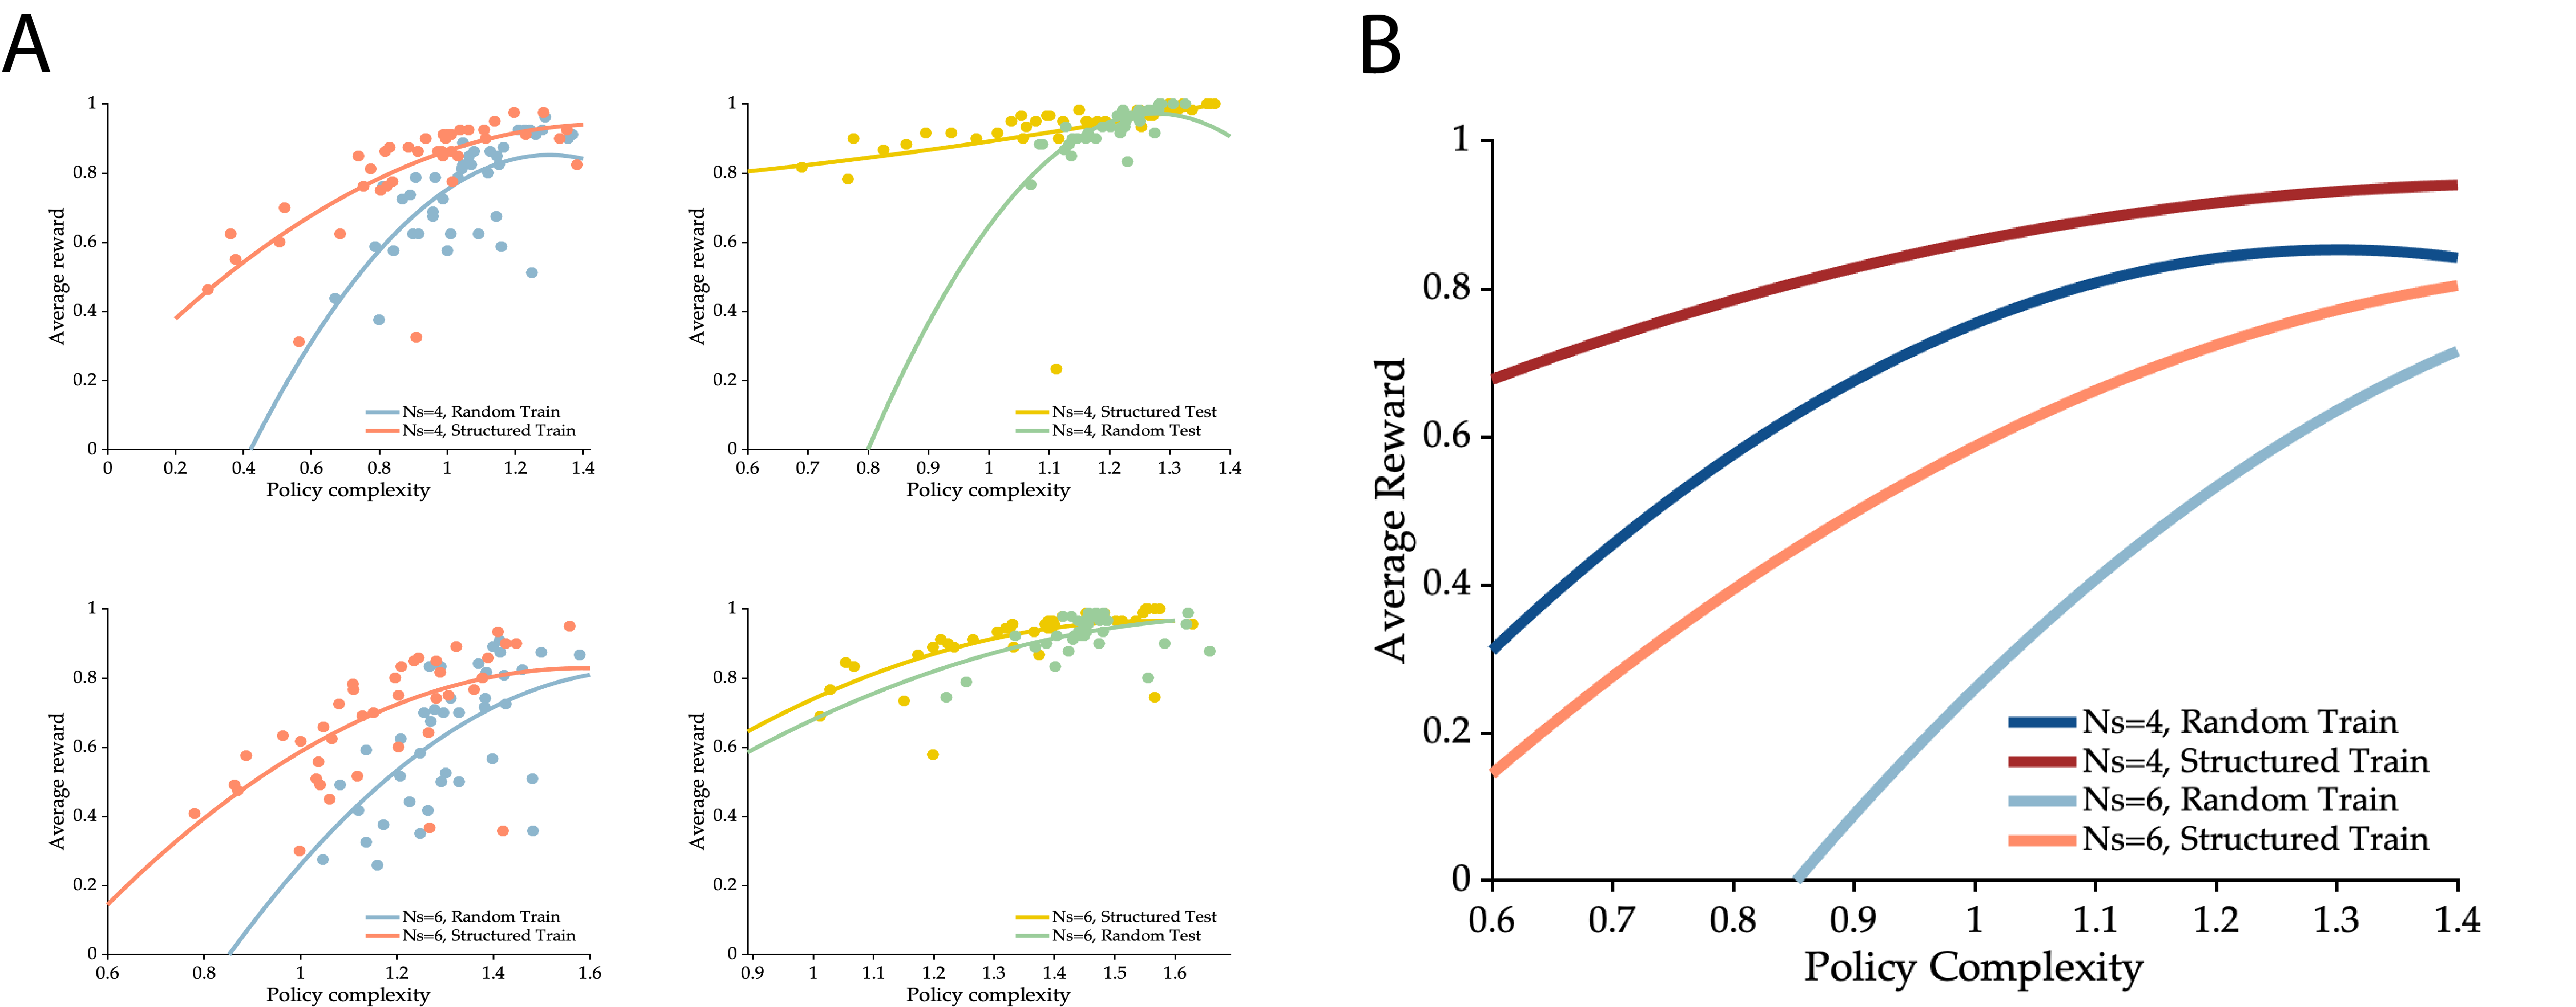 A
1
0.8
0.6
0.4
0.2
0
Average reward
Ns=4, Random Train
Ns=4, Structured Train
0 0.2 0.4 0.6 0.8 1 1.2 1.4
Policy complexity
1
0.8
0.6
0.4
0.2
0
Average reward
Ns=4, Structured Test
Ns=4, Random Test
0.6 0.7 0.8 0.9 1 1.1 1.2 1.3 1.4
Policy complexity
1
0.8
0.6
0.4
0.2
0
Average reward
Ns=6, Random Train
Ns=6, Structured Train
0.6 0.8 1 1.2 1.4 1.6
Policy complexity
1
0.8
0.6
0.4
0.2
0
Average reward
Ns=6, Structured Test
Ns=6, Random Test
0.9 1 1.1 1.2 1.3 1.4 1.5 1.6
Policy complexity
B
1
0.8
0.6
0.4
0.2
0
Average Reward
Ns=4, Random Train
Ns=4, Structured Train
Ns=6, Random Train
Ns=6, Structured Train
0.6 0.7 0.8 0.9 1 1.1 1.2 1.3 1.4
Policy Complexity